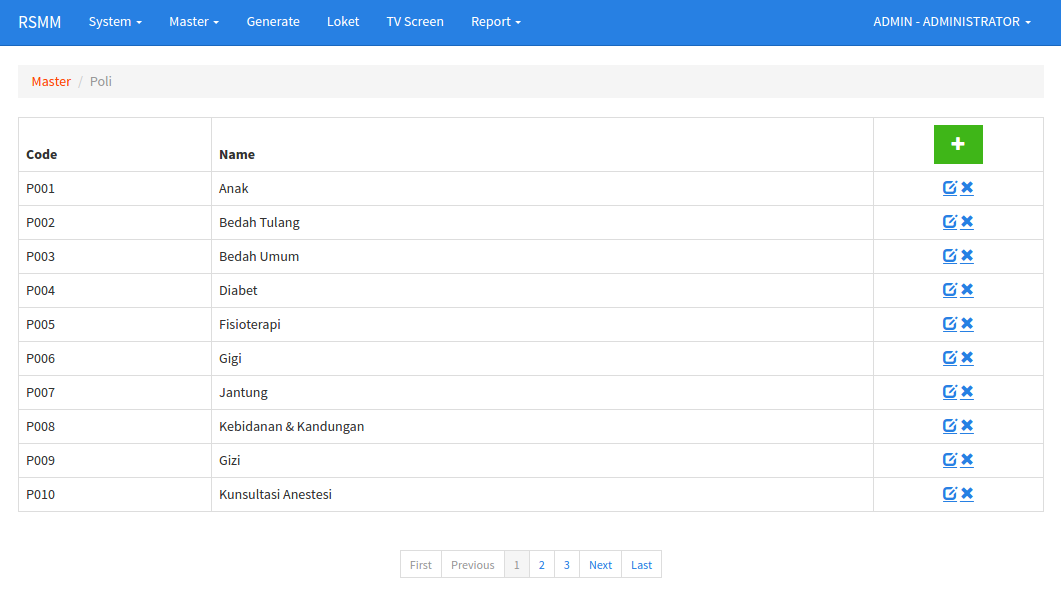 RSMM System Master Generate Loket TV Screen Report ADMIN - ADMINISTRATOR
Master / Poli
Code Name
P001 Anak
P002 Bedah Tulang
P003 Bedah Umum
P004 Diabet
P005 Fisioterapi
P006 Gigi
P007 Jantung
P008 Kebidanan & Kandungan
P009 Gizi
P010 Kunsultasi Anestesi
First Previous 1 2 3 Next Last